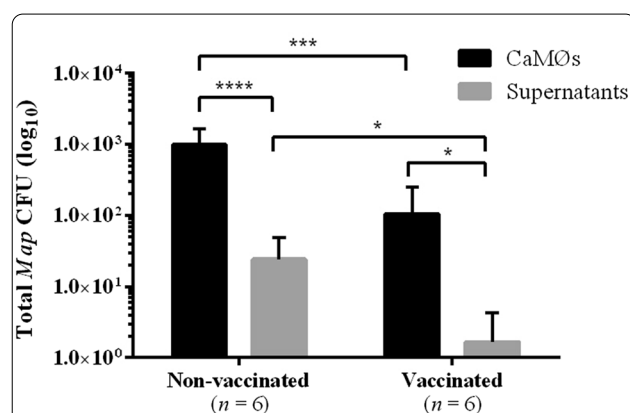 ***
CaMØs
****
Supernatants
*
*
Total Map CFU (log₁₀)
1.0×10⁴
1.0×10³
1.0×10²
1.0×10¹
1.0×10⁰
Non-vaccinated
(n = 6)
Vaccinated
(n = 6)